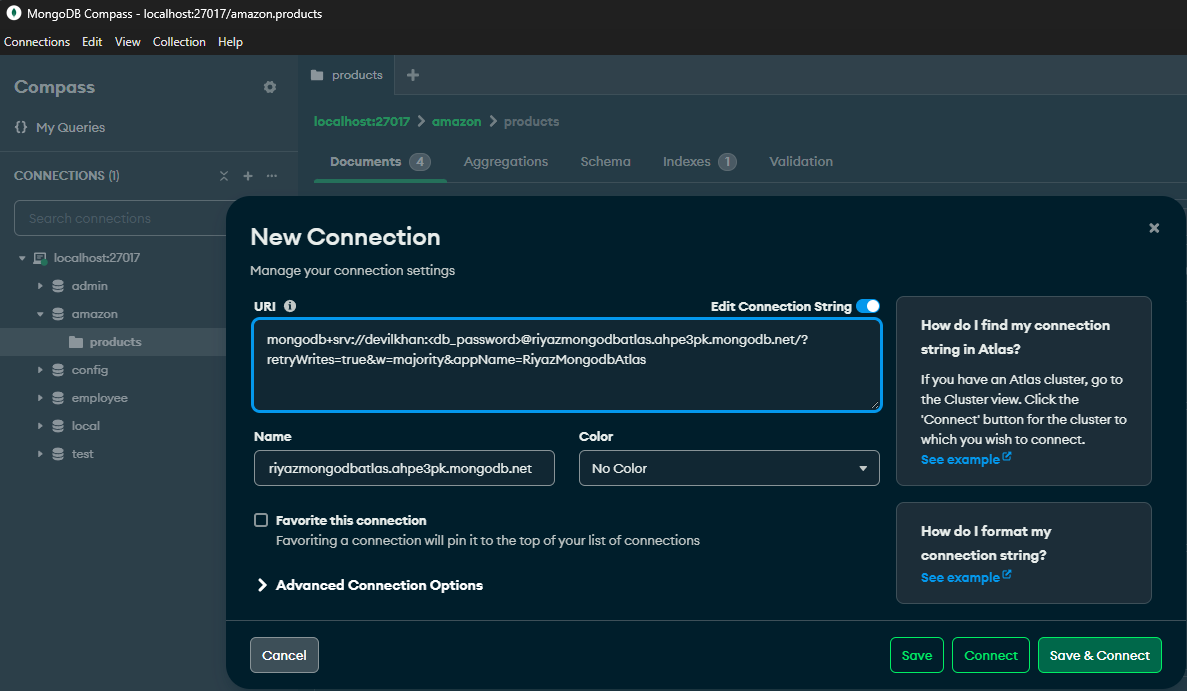 MongoDB Compass - localhost:27017/amazon.products
Connections Edit View Collection Help
Compass
{} My Queries
CONNECTIONS (1)
Search connections
localhost:27017
admin
amazon
products
config
employee
local
test
products
localhost:27017 > amazon > products
Documents 4 Aggregations Schema Indexes 1 Validation
New Connection
Manage your connection settings
URI
Edit Connection String
mongodb+srv://devilkhan:<db_password>@riyazmongodbatlas.ahpe3pk.mongodb.net/?
retryWrites=true&w=majority&appName=RiyazMongodbAtlas
Name
riyazmongodbatlas.ahpe3pk.mongodb.net
Color
No Color
Favorite this connection
Favoriting a connection will pin it to the top of your list of connections
Advanced Connection Options
How do I find my connection
string in Atlas?
If you have an Atlas cluster, go to
the Cluster view. Click the
'Connect' button for the cluster to
which you wish to connect.
See example
How do I format my
connection string?
See example
Cancel
Save
Connect
Save & Connect